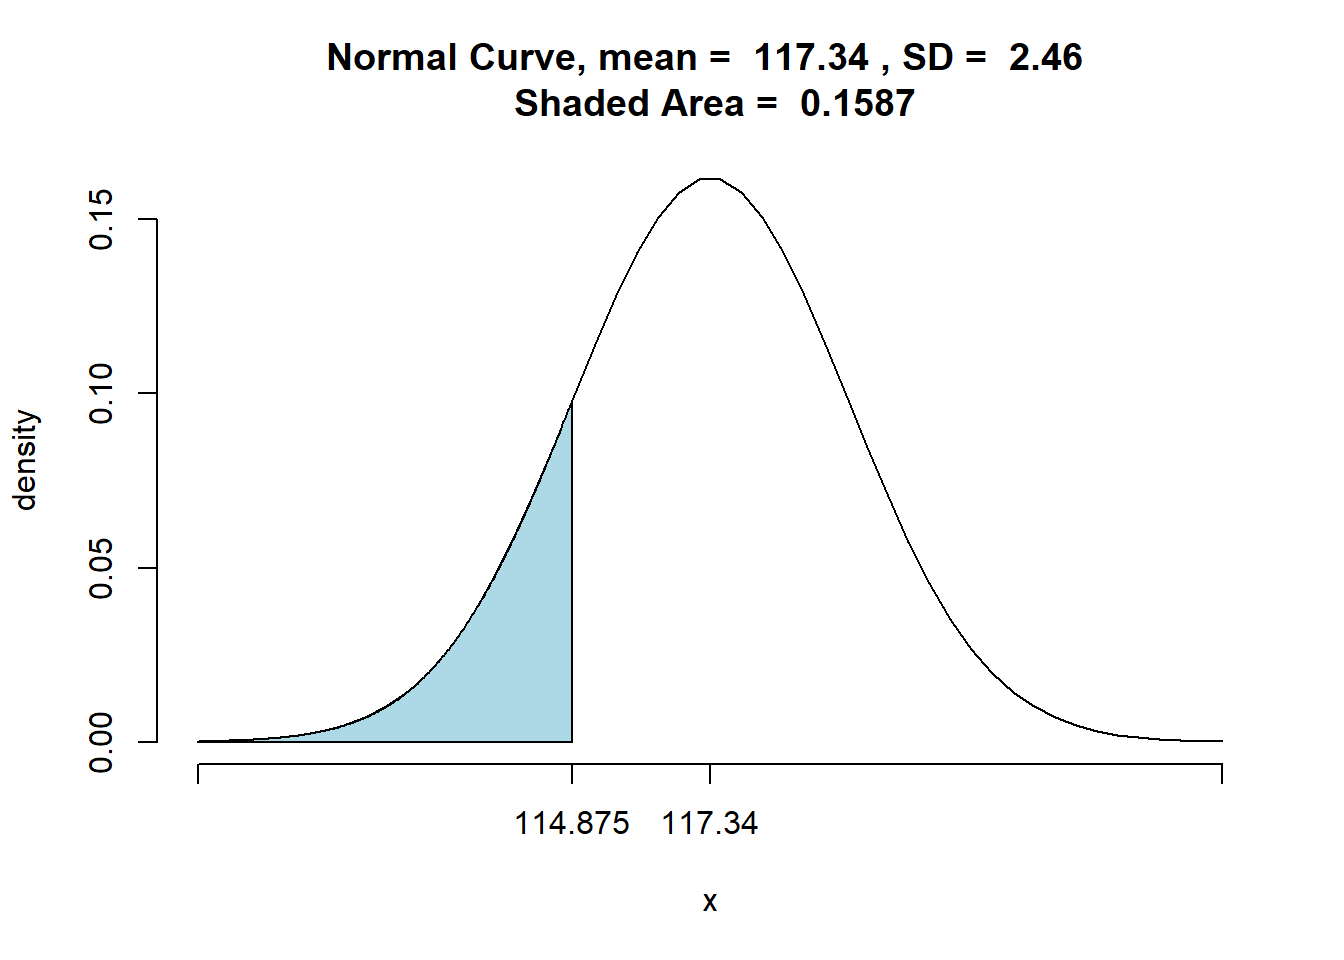 Normal Curve, mean =  117.34 , SD =  2.46
Shaded Area =  0.1587
0.15
0.10
0.05
0.00
density
114.875 117.34
x